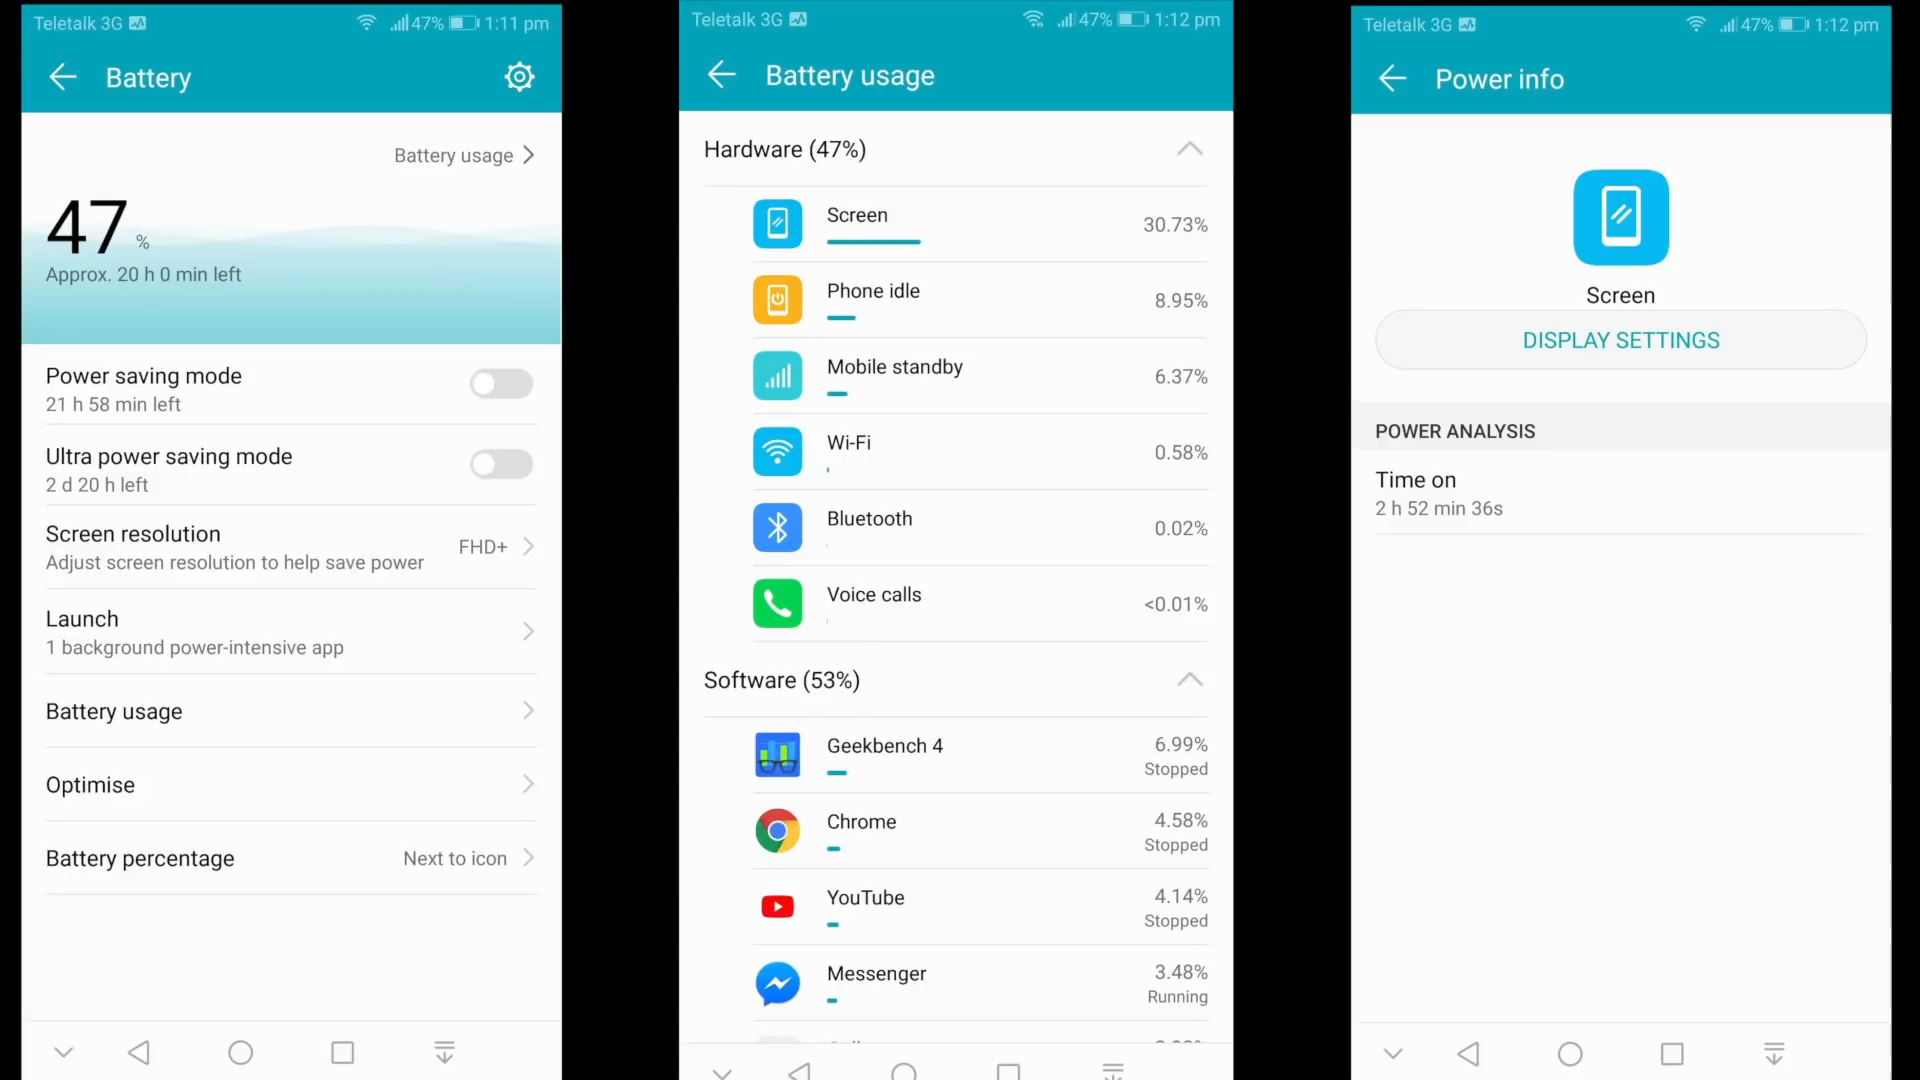 Teletalk 3G 47% 1:11 pm
Battery
Battery usage
47 %
Approx. 20 h 0 min left
Power saving mode
21 h 58 min left
Ultra power saving mode
2 d 20 h left
Screen resolution
Adjust screen resolution to help save power
FHD+
Launch
1 background power-intensive app
Battery usage
Optimise
Battery percentage
Next to icon
Teletalk 3G 47% 1:12 pm
Battery usage
Hardware (47%)
Screen
30.73%
Phone idle
8.95%
Mobile standby
6.37%
Wi-Fi
0.58%
Bluetooth
0.02%
Voice calls
<0.01%
Software (53%)
Geekbench 4
6.99%
Stopped
Chrome
4.58%
Stopped
YouTube
4.14%
Stopped
Messenger
3.48%
Running
Teletalk 3G 47% 1:12 pm
Power info
Screen
DISPLAY SETTINGS
POWER ANALYSIS
Time on
2 h 52 min 36s